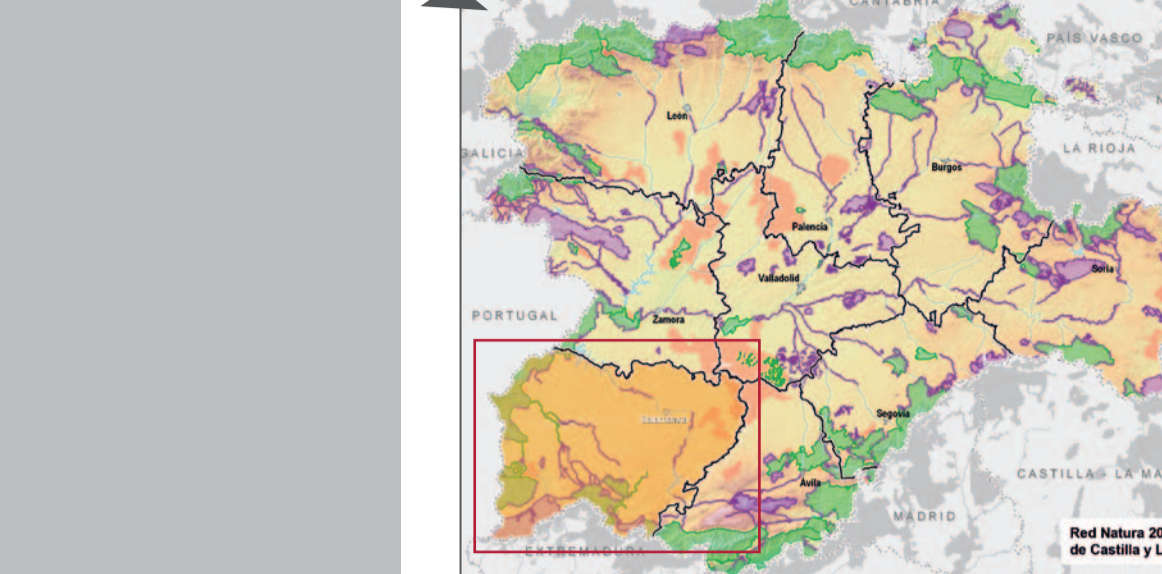 CANTABRIA
PAÍS VASCO
León
GALICIA
LA RIOJA
Burgos
Palencia
Valladolid
Soria
PORTUGAL
Zamora
Salamanca
Segovia
CASTILLA - LA MA
Ávila
MADRID
Red Natura 20
de Castilla y L
EXTREMADURA